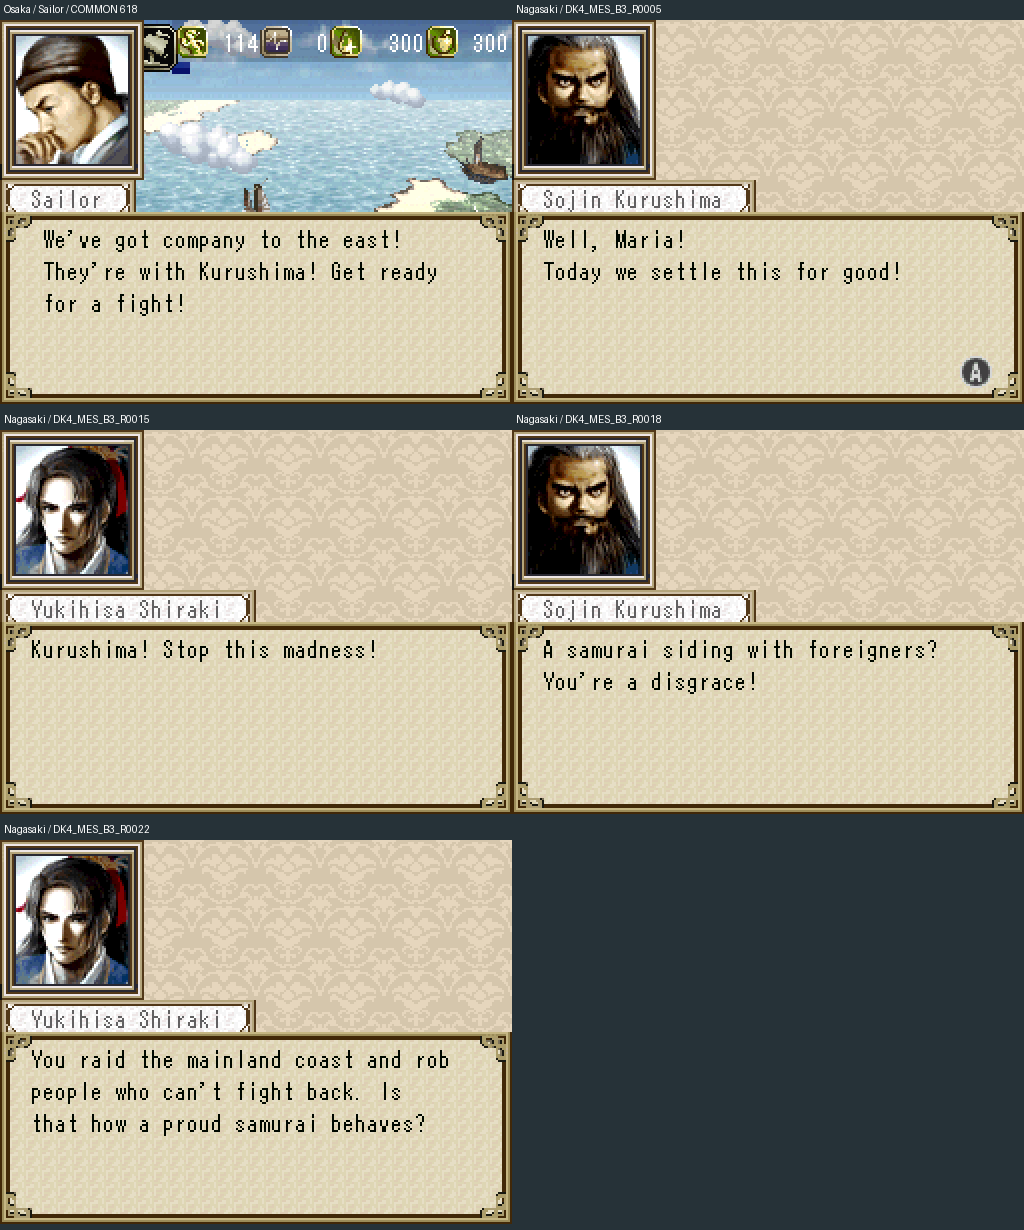 Osaka / Sailor / COMMON 618
114 0 300 300
Sailor
We've got company to the east!
They're with Kurushima! Get ready
for a fight!
Nagasaki / DK4_MES_B3_R0005
Sojin Kurushima
Well, Maria!
Today we settle this for good!
A
Nagasaki / DK4_MES_B3_R0015
Yukihisa Shiraki
Kurushima! Stop this madness!
Nagasaki / DK4_MES_B3_R0018
Sojin Kurushima
A samurai siding with foreigners?
You're a disgrace!
Nagasaki / DK4_MES_B3_R0022
Yukihisa Shiraki
You raid the mainland coast and rob
people who can't fight back. Is
that how a proud samurai behaves?